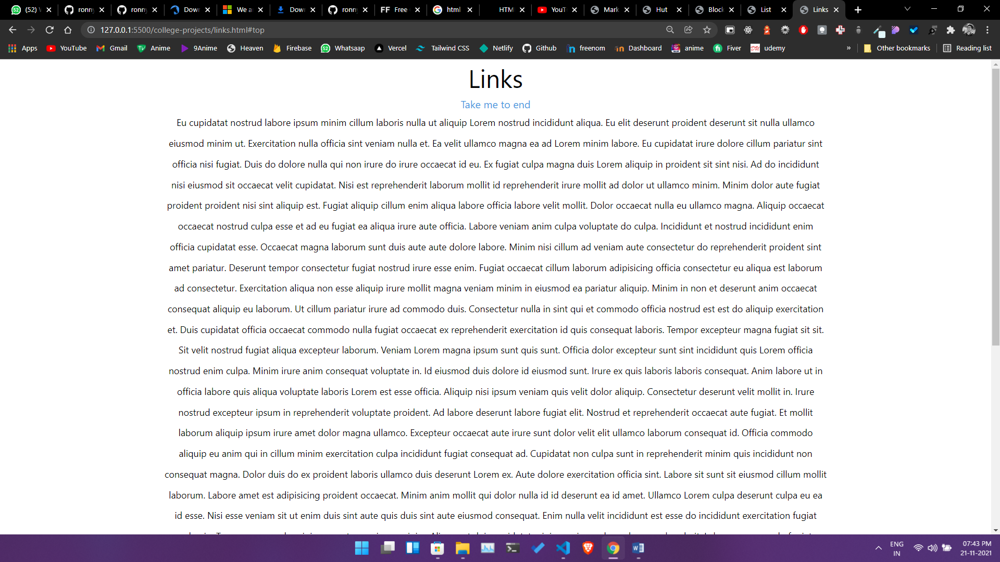 (52) W
ronny
ronny
Down
We a
Down
ronny
FF Free
html
HTM
YouT
Mark
Hut
Block
List
Links
127.0.0.1:5500/college-projects/links.html#top
Apps YouTube Gmail Anime 9Anime Heaven Firebase Whatsaap Vercel Tailwind CSS Netlify Github freenom Dashboard anime Fiver udemy » Other bookmarks Reading list
Links
Take me to end
Eu cupidatat nostrud labore ipsum minim cillum laboris nulla ut aliquip Lorem nostrud incididunt aliqua. Eu elit deserunt proident deserunt sit nulla ullamco
eiusmod minim ut. Exercitation nulla officia sint veniam nulla et. Ea velit ullamco magna ea ad Lorem minim labore. Eu cupidatat irure dolore cillum pariatur sint
officia nisi fugiat. Duis do dolore nulla qui non irure do irure occaecat id eu. Ex fugiat culpa magna duis Lorem aliquip in proident sit sint nisi. Ad do incididunt
nisi eiusmod sit occaecat velit cupidatat. Nisi est reprehenderit laborum mollit id reprehenderit irure mollit ad dolor ut ullamco minim. Minim dolor aute fugiat
proident proident nisi sint aliquip est. Fugiat aliquip cillum enim aliqua labore officia labore velit mollit. Dolor occaecat nulla eu ullamco magna. Aliquip occaecat
occaecat nostrud culpa esse et ad eu fugiat ea aliqua irure aute officia. Labore veniam anim culpa voluptate do culpa. Incididunt et nostrud incididunt enim
officia cupidatat esse. Occaecat magna laborum sunt duis aute aute dolore labore. Minim nisi cillum ad veniam aute consectetur do reprehenderit proident sint
amet pariatur. Deserunt tempor consectetur fugiat nostrud irure esse enim. Fugiat occaecat cillum laborum adipisicing officia consectetur eu aliqua est laborum
ad consectetur. Exercitation aliqua non esse aliquip irure mollit magna veniam minim in eiusmod ea pariatur aliquip. Minim in non et deserunt anim occaecat
consequat aliquip eu laborum. Ut cillum pariatur irure ad commodo duis. Consectetur nulla in sint qui et commodo officia nostrud est est do aliquip exercitation
et. Duis cupidatat officia occaecat commodo nulla fugiat occaecat ex reprehenderit exercitation id quis consequat laboris. Tempor excepteur magna fugiat sit sit.
Sit velit nostrud fugiat aliqua excepteur laborum. Veniam Lorem magna ipsum sunt quis sunt. Officia dolor excepteur sunt sint incididunt quis Lorem officia
nostrud enim culpa. Minim irure anim consequat voluptate in. Id eiusmod duis dolore id eiusmod sunt. Irure ex quis laboris laboris consequat. Anim labore ut in
officia labore quis aliqua voluptate laboris Lorem est esse officia. Aliquip nisi ipsum veniam quis velit dolor aliquip. Consectetur deserunt velit mollit in. Irure
nostrud excepteur ipsum in reprehenderit voluptate proident. Ad labore deserunt labore fugiat elit. Nostrud et reprehenderit occaecat aute fugiat. Et mollit
laborum aliquip ipsum irure amet dolor magna ullamco. Excepteur occaecat aute irure sunt dolor velit elit ullamco laborum consequat id. Officia commodo
aliquip eu anim qui in cillum minim exercitation culpa incididunt fugiat consequat ad. Cupidatat non culpa sunt in reprehenderit minim quis incididunt non
consequat magna. Dolor duis do ex proident laboris ullamco duis deserunt Lorem ex. Aute dolore exercitation officia sint. Labore sit sunt sit eiusmod cillum mollit
laborum. Labore amet est adipisicing proident occaecat. Minim anim mollit qui dolor nulla id id deserunt ea id amet. Ullamco Lorem culpa deserunt culpa eu ea
id esse. Nisi esse veniam sit ut enim duis sint aute quis duis sint aute eiusmod consequat. Enim nulla velit incididunt est esse do incididunt exercitation fugiat
ENG
IN
07:43 PM
21-11-2021